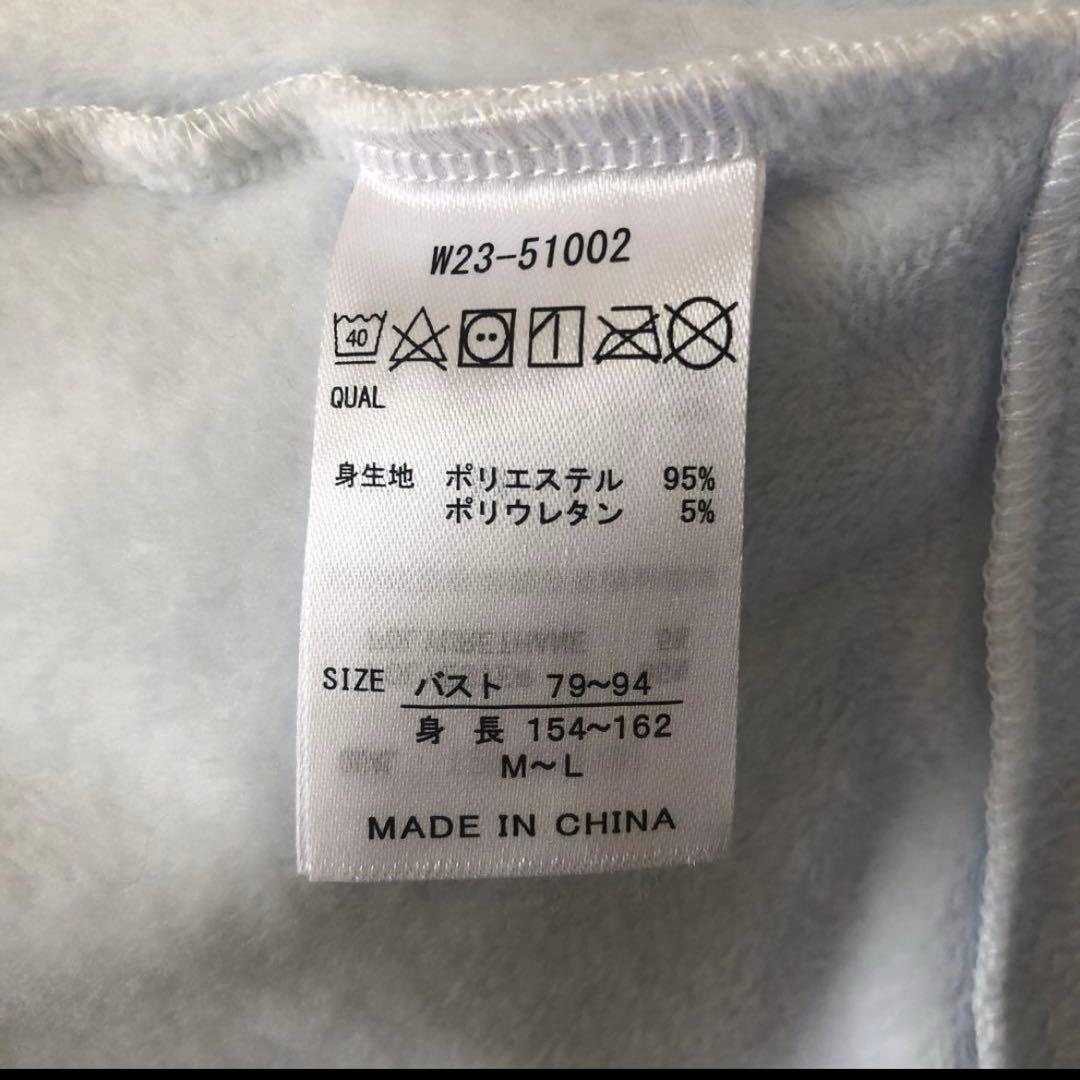 W23-51002
40
QUAL
身生地 ポリエステル 95%
ポリウレタン 5%
SIZE バスト 79~94
身 長 154~162
M~L
MADE IN CHINA